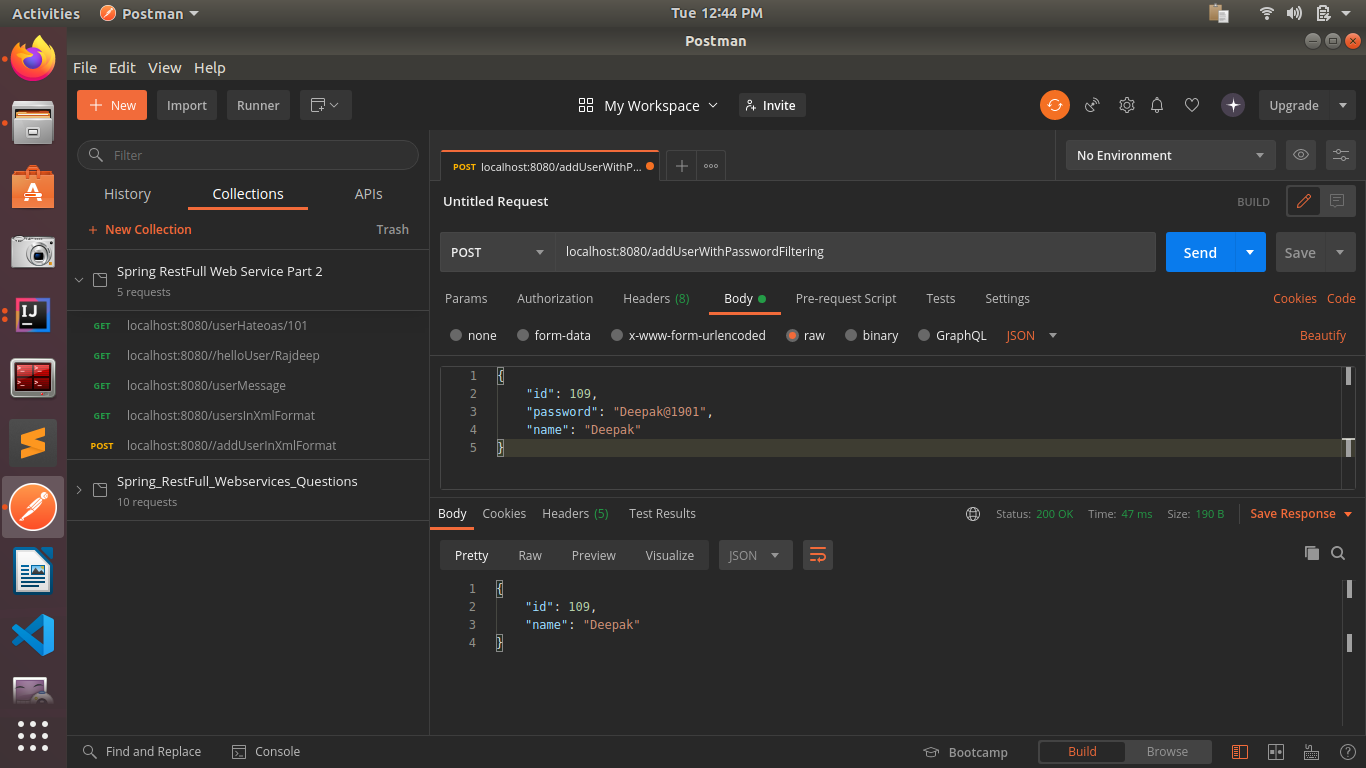 Activities Postman Tue 12:44 PM
Postman
File Edit View Help
New Import Runner My Workspace Invite Upgrade
Filter
History Collections APIs
+ New Collection Trash
Spring RestFull Web Service Part 2
5 requests
GET localhost:8080/userHateoas/101
GET localhost:8080//helloUser/Rajdeep
GET localhost:8080/userMessage
GET localhost:8080/usersInXmlFormat
POST localhost:8080//addUserInXmlFormat
Spring_RestFull_Webservices_Questions
10 requests
POST localhost:8080/addUserWithP... No Environment
Untitled Request BUILD
POST localhost:8080/addUserWithPasswordFiltering Send Save
Params Authorization Headers (8) Body Pre-request Script Tests Settings Cookies Code
none form-data x-www-form-urlencoded raw binary GraphQL JSON Beautify
1 {
2 "id": 109,
3 "password": "Deepak@1901",
4 "name": "Deepak"
5 }
Body Cookies Headers (5) Test Results Status: 200 OK Time: 47 ms Size: 190 B Save Response
Pretty Raw Preview Visualize JSON
1 {
2 "id": 109,
3 "name": "Deepak"
4 }
Find and Replace Console Bootcamp Build Browse